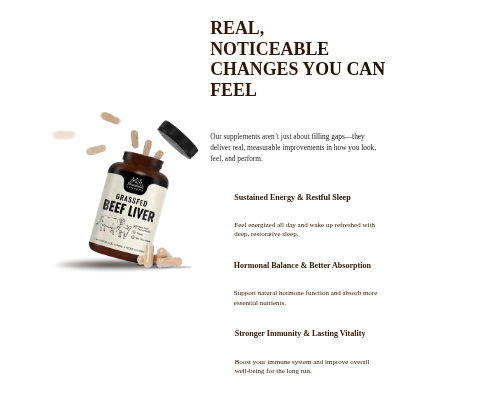 REAL,
NOTICEABLE
CHANGES YOU CAN
FEEL
Our supplements aren't just about filling gaps—they
deliver real, measurable improvements in how you look,
feel, and perform.
GRASSFED
BEEF LIVER
Sustained Energy & Restful Sleep
Feel energized all day and wake up refreshed with
deep, restorative sleep.
Hormonal Balance & Better Absorption
Support natural hormone function and absorb more
essential nutrients.
Stronger Immunity & Lasting Vitality
Boost your immune system and improve overall
well-being for the long run.